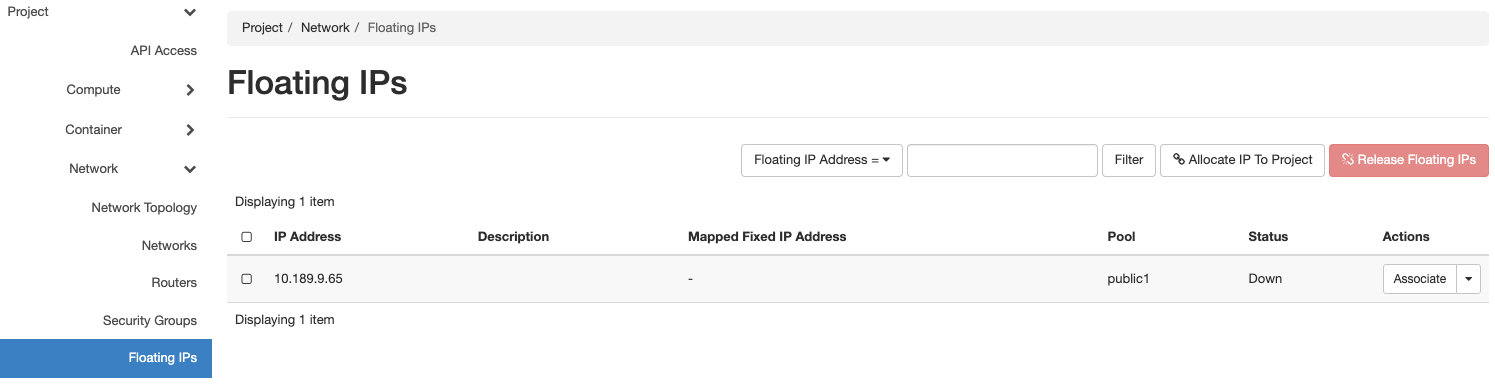 Project
API Access
Compute
Container
Network
Network Topology
Networks
Routers
Security Groups
Floating IPs
Project / Network / Floating IPs
Floating IPs
Floating IP Address = Filter Allocate IP To Project Release Floating IPs
Displaying 1 item
IP Address Description Mapped Fixed IP Address Pool Status Actions
10.189.9.65 - public1 Down Associate
Displaying 1 item